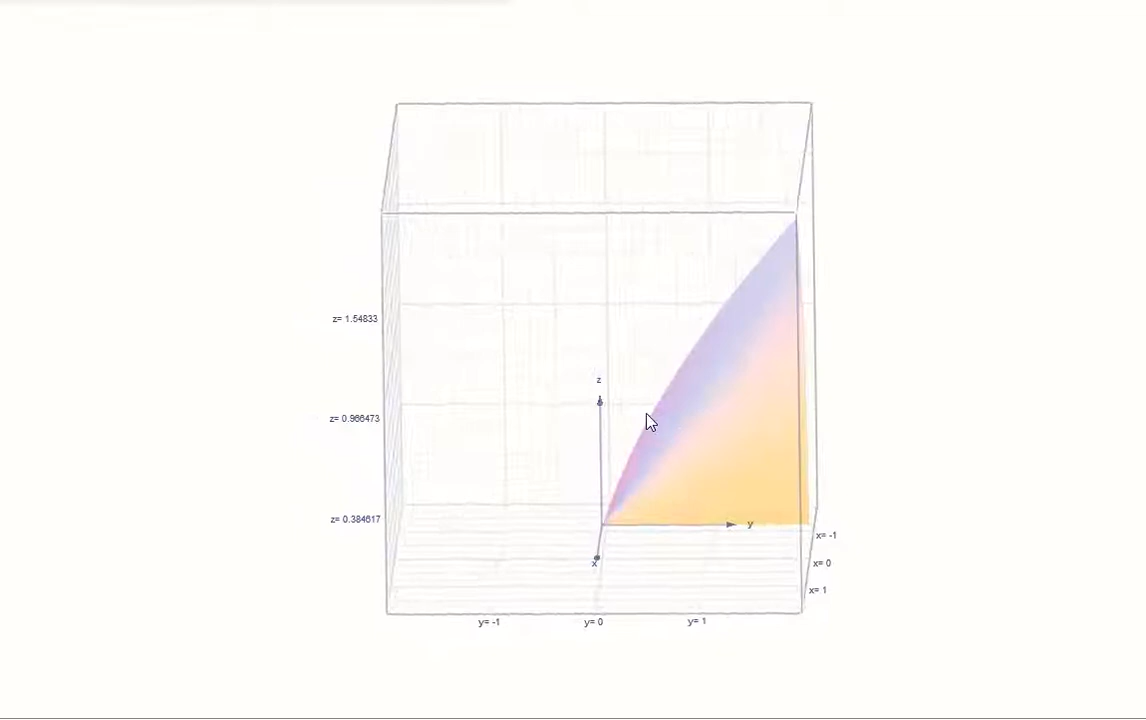 z= 1.54833
z
z= 0.966473
z= 0.384617
y
x= -1
x
x= 0
x= 1
y= -1
y= 0
y= 1